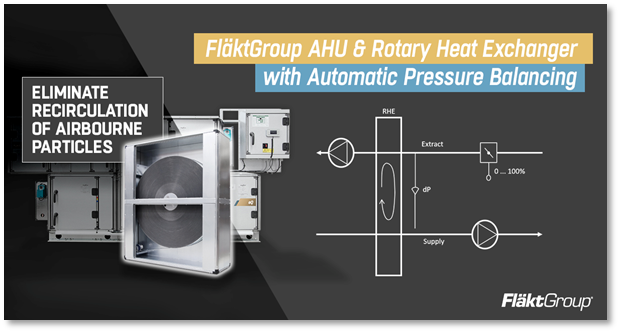 FläktGroup AHU & Rotary Heat Exchanger
with Automatic Pressure Balancing
ELIMINATE
RECIRCULATION
OF AIRBOURNE
PARTICLES
RHE
Extract
0 ... 100%
dP
Supply
FläktGroup